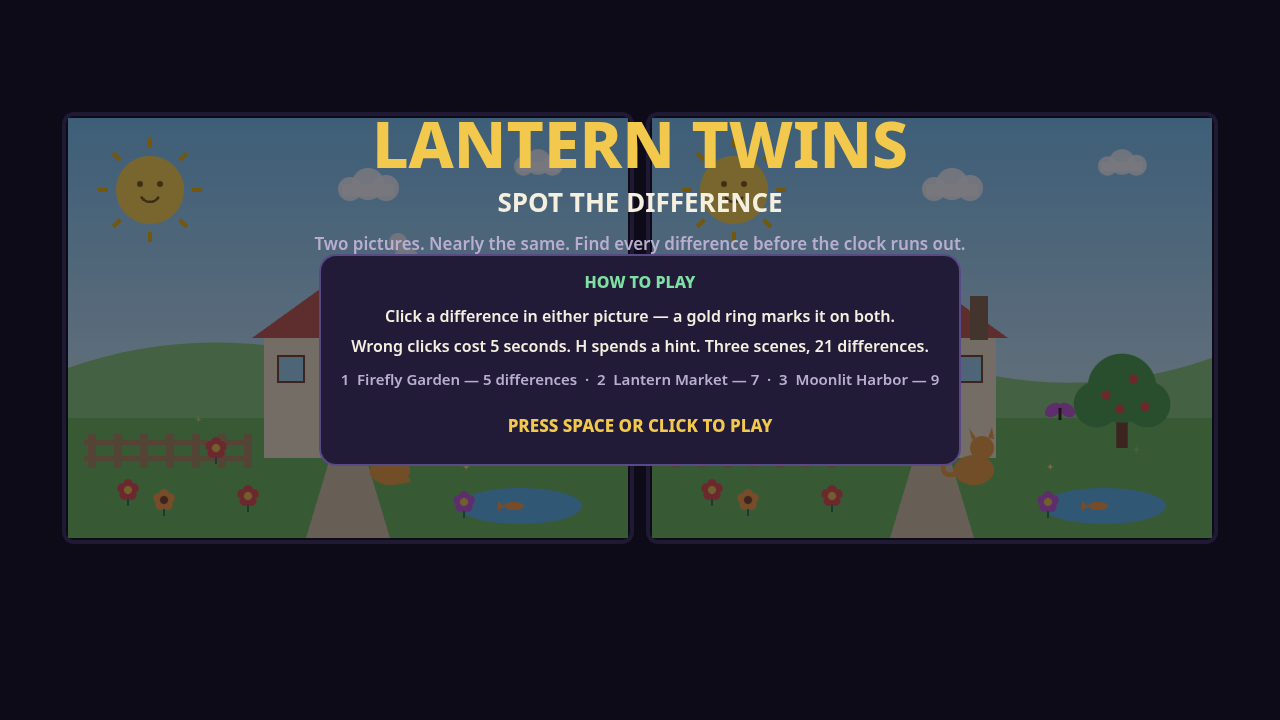 LANTERN TWINS
SPOT THE DIFFERENCE
Two pictures. Nearly the same. Find every difference before the clock runs out.
HOW TO PLAY
Click a difference in either picture — a gold ring marks it on both.
Wrong clicks cost 5 seconds. H spends a hint. Three scenes, 21 differences.
1 Firefly Garden — 5 differences · 2 Lantern Market — 7 · 3 Moonlit Harbor — 9
PRESS SPACE OR CLICK TO PLAY